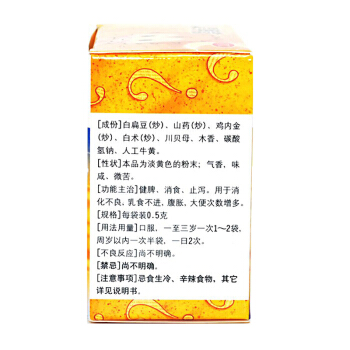 [成份]白扁豆(炒)、山药(炒)、鸡内金
(炒)、白术(炒)、川贝母、木香、碳酸
氢钠、人工牛黄。
[性状]本品为淡黄色的粉末；气香，味
咸、微苦。
[功能主治]健脾、消食、止泻。用于消
化不良，乳食不进，腹胀，大便次数增多。
[规格]每袋装0.5克
[用法用量]口服，一至三岁一次1～2袋，
周岁以内一次半袋，一日2次。
[不良反应]尚不明确。
[禁忌]尚不明确。
[注意事项]忌食生冷、辛辣食物，其它
详见说明书。